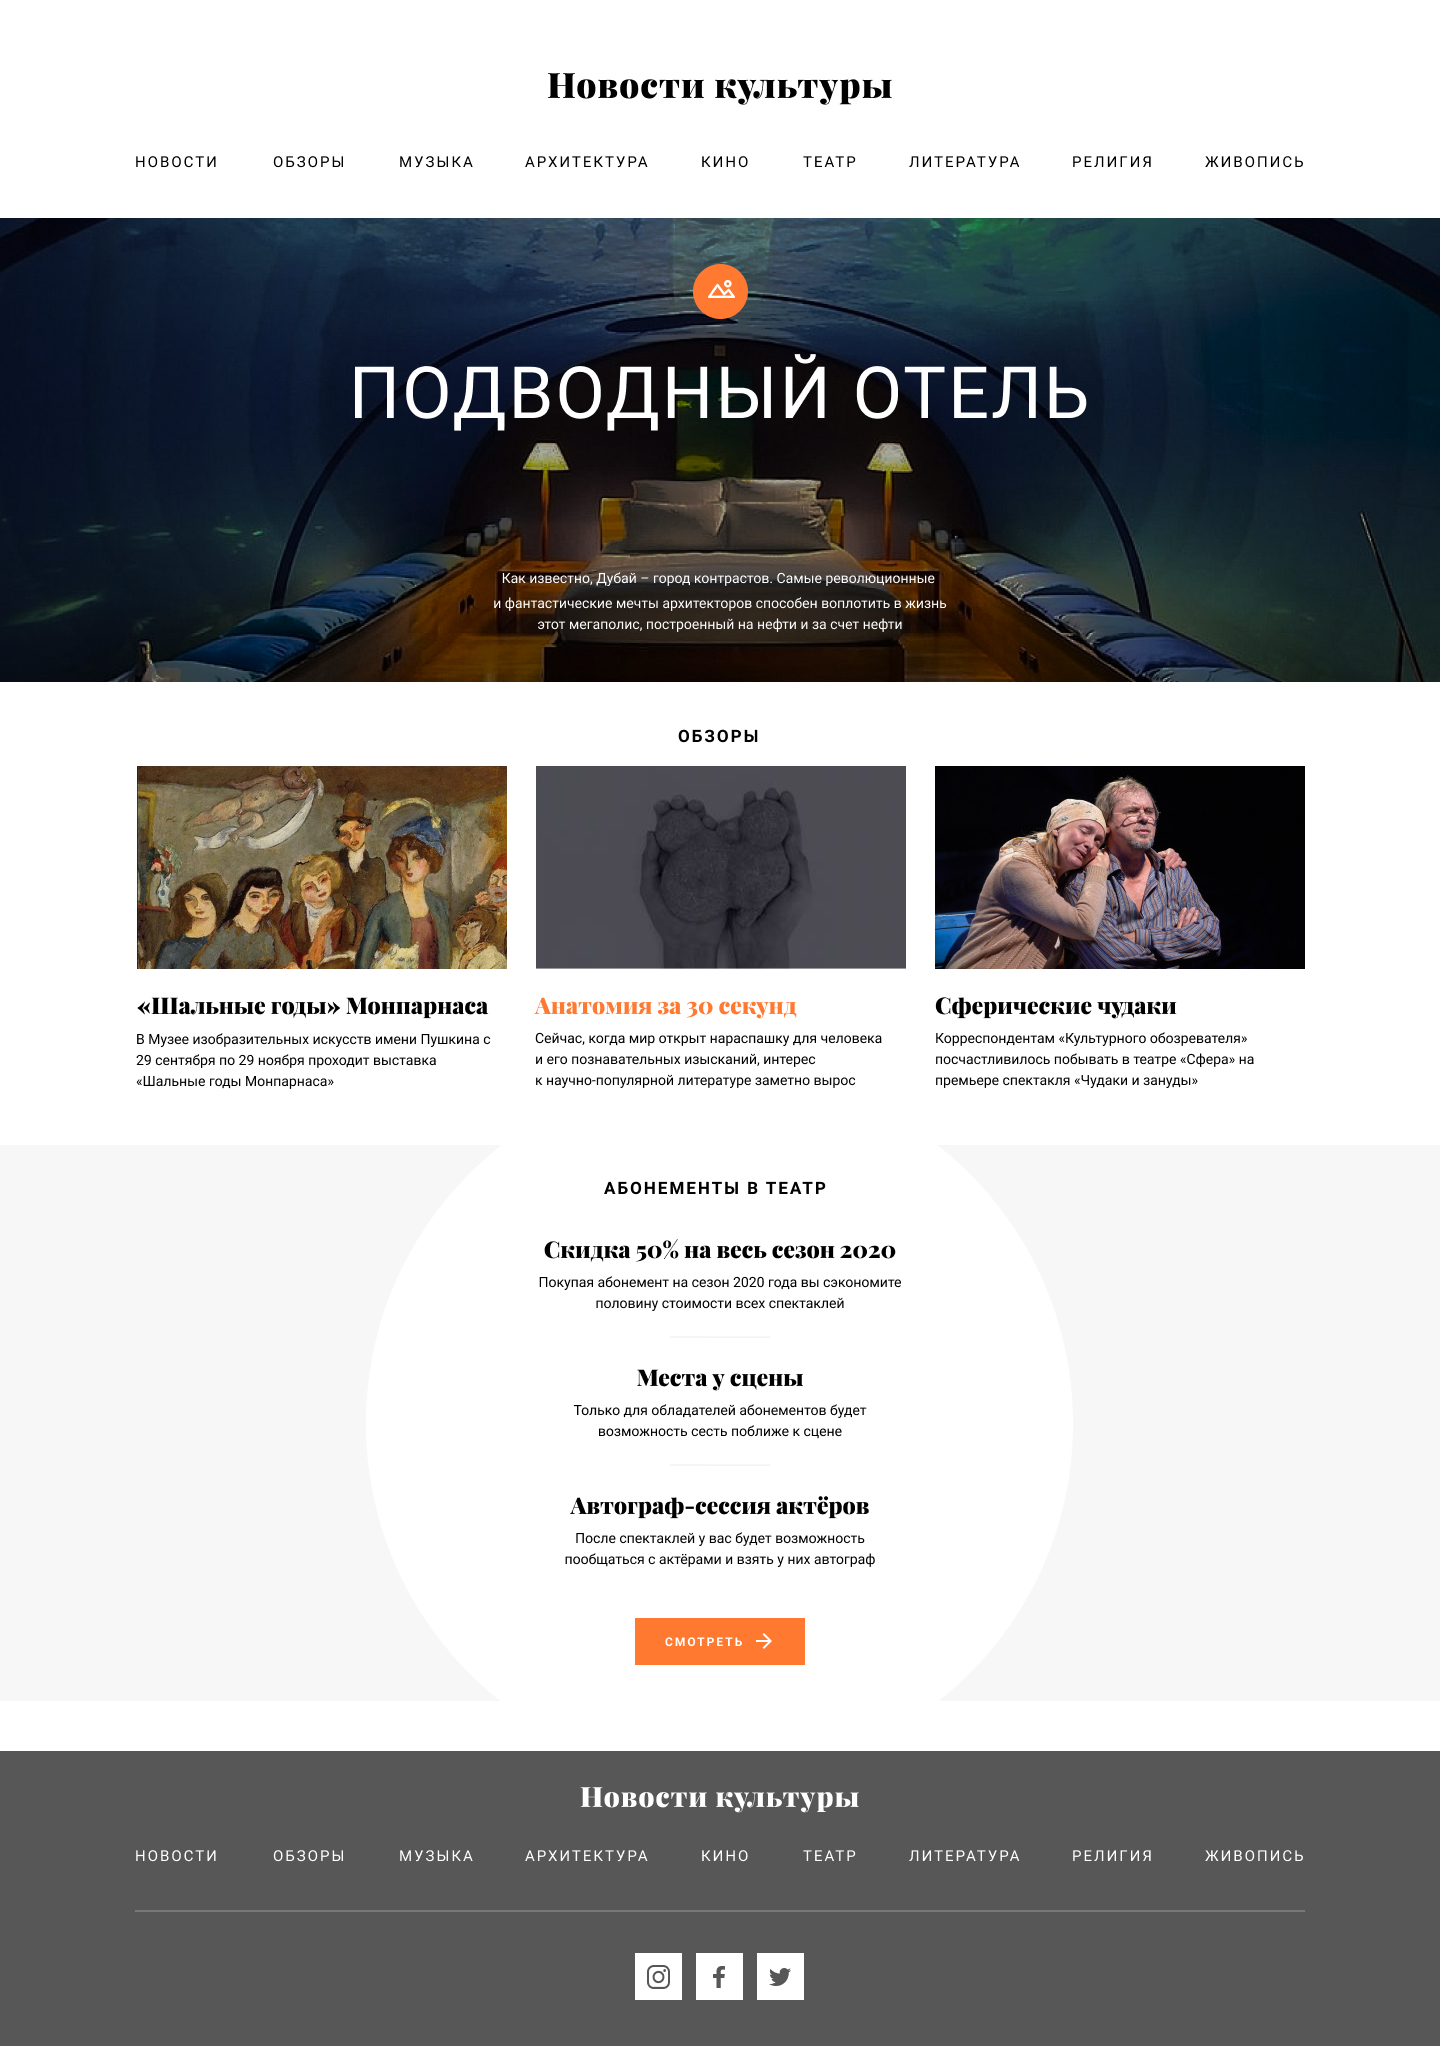 Новости культуры
НОВОСТИ ОБЗОРЫ МУЗЫКА АРХИТЕКТУРА КИНО ТЕАТР ЛИТЕРАТУРА РЕЛИГИЯ ЖИВОПИСЬ
ПОДВОДНЫЙ ОТЕЛЬ
Как известно, Дубай – город контрастов. Самые революционные
и фантастические мечты архитекторов способен воплотить в жизнь
этот мегаполис, построенный на нефти и за счет нефти
ОБЗОРЫ
«Шальные годы» Монпарнаса
В Музее изобразительных искусств имени Пушкина с
29 сентября по 29 ноября проходит выставка
«Шальные годы Монпарнаса»
Анатомия за 30 секунд
Сейчас, когда мир открыт нараспашку для человека
и его познавательных изысканий, интерес
к научно-популярной литературе заметно вырос
Сферические чудаки
Корреспондентам «Культурного обозревателя»
посчастливилось побывать в театре «Сфера» на
премьере спектакля «Чудаки и зануды»
АБОНЕМЕНТЫ В ТЕАТР
Скидка 50% на весь сезон 2020
Покупая абонемент на сезон 2020 года вы сэкономите
половину стоимости всех спектаклей
Места у сцены
Только для обладателей абонементов будет
возможность сесть поближе к сцене
Автограф-сессия актёров
После спектаклей у вас будет возможность
пообщаться с актёрами и взять у них автограф
СМОТРЕТЬ
Новости культуры
НОВОСТИ ОБЗОРЫ МУЗЫКА АРХИТЕКТУРА КИНО ТЕАТР ЛИТЕРАТУРА РЕЛИГИЯ ЖИВОПИСЬ